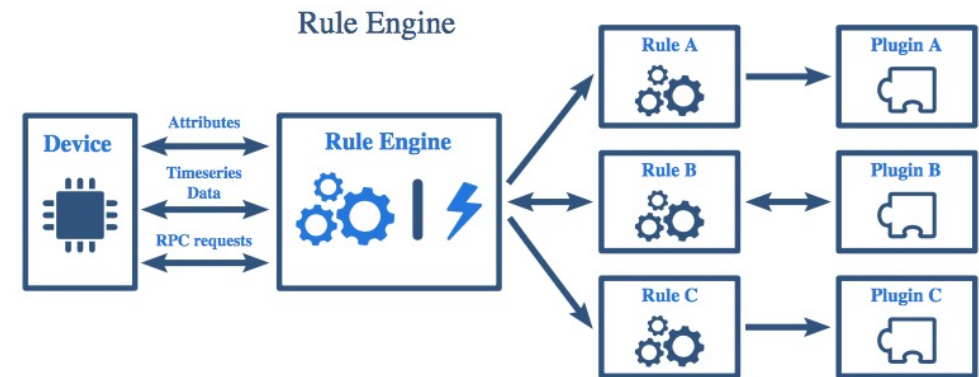 Rule Engine
Device
Attributes
Timeseries
Data
RPC requests
Rule Engine
Rule A
Plugin A
Rule B
Plugin B
Rule C
Plugin C